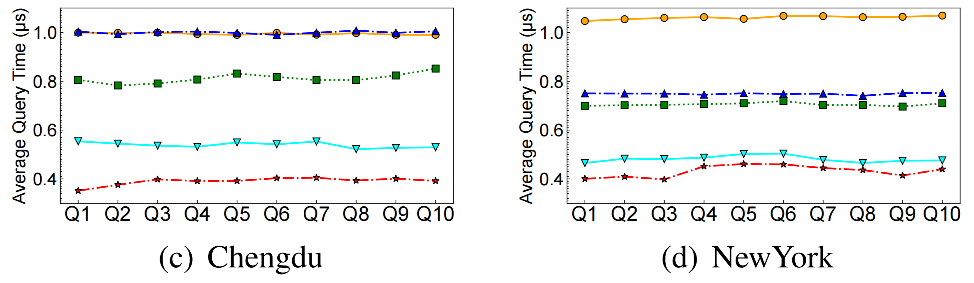 Average Query Time (μs)
1.0
0.8
0.6
0.4
Q1 Q2 Q3 Q4 Q5 Q6 Q7 Q8 Q9 Q10
(c) Chengdu
Average Query Time (μs)
1.0
0.8
0.6
0.4
Q1 Q2 Q3 Q4 Q5 Q6 Q7 Q8 Q9 Q10
(d) NewYork